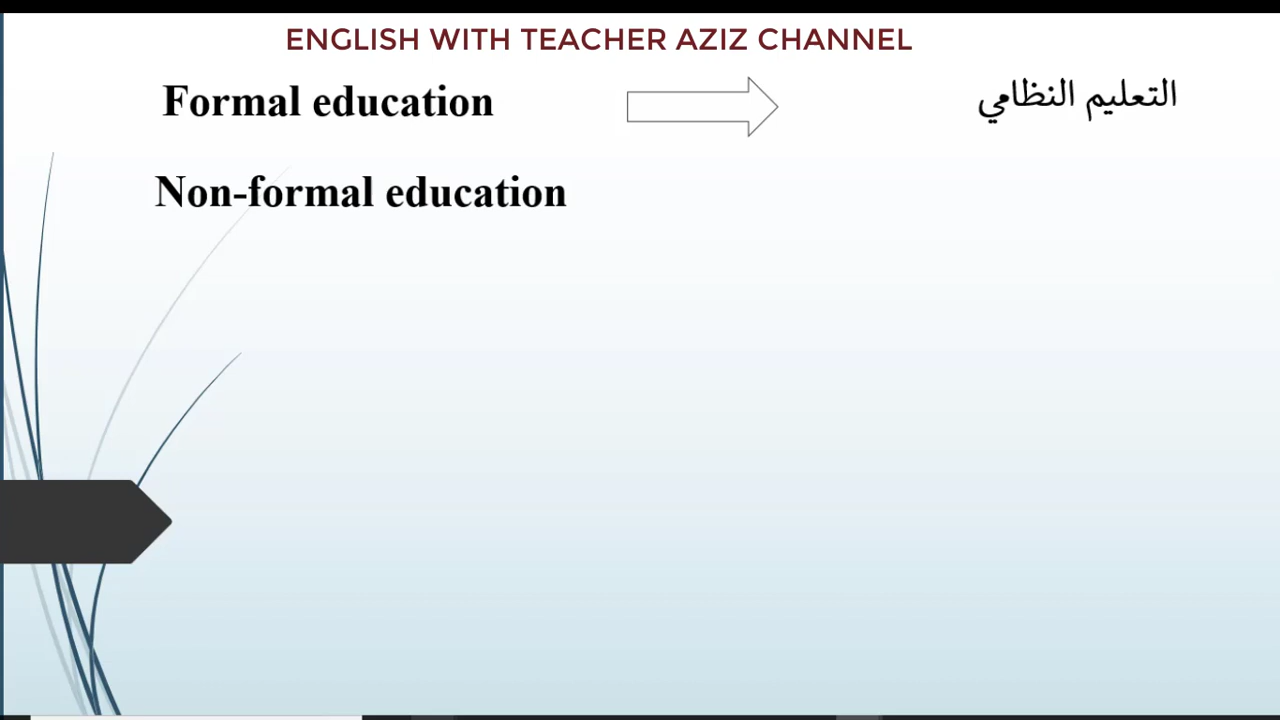 ENGLISH WITH TEACHER AZIZ CHANNEL
Formal education التعليم النظامي
Non-formal education